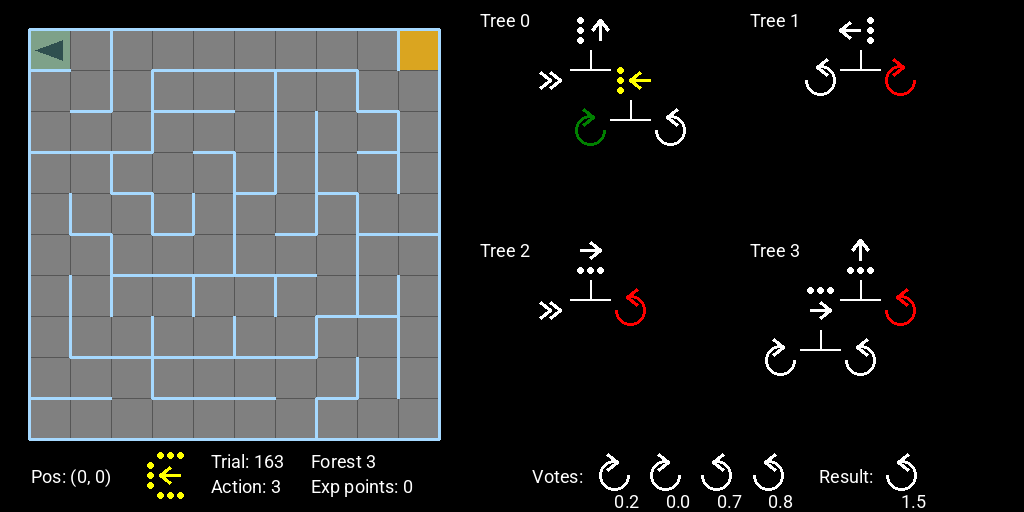 Tree 0
Tree 1
Tree 2
Tree 3
Pos: (0, 0)
Trial: 163
Forest 3
Action: 3
Exp points: 0
Votes:
0.2
0.0
0.7
0.8
Result:
1.5